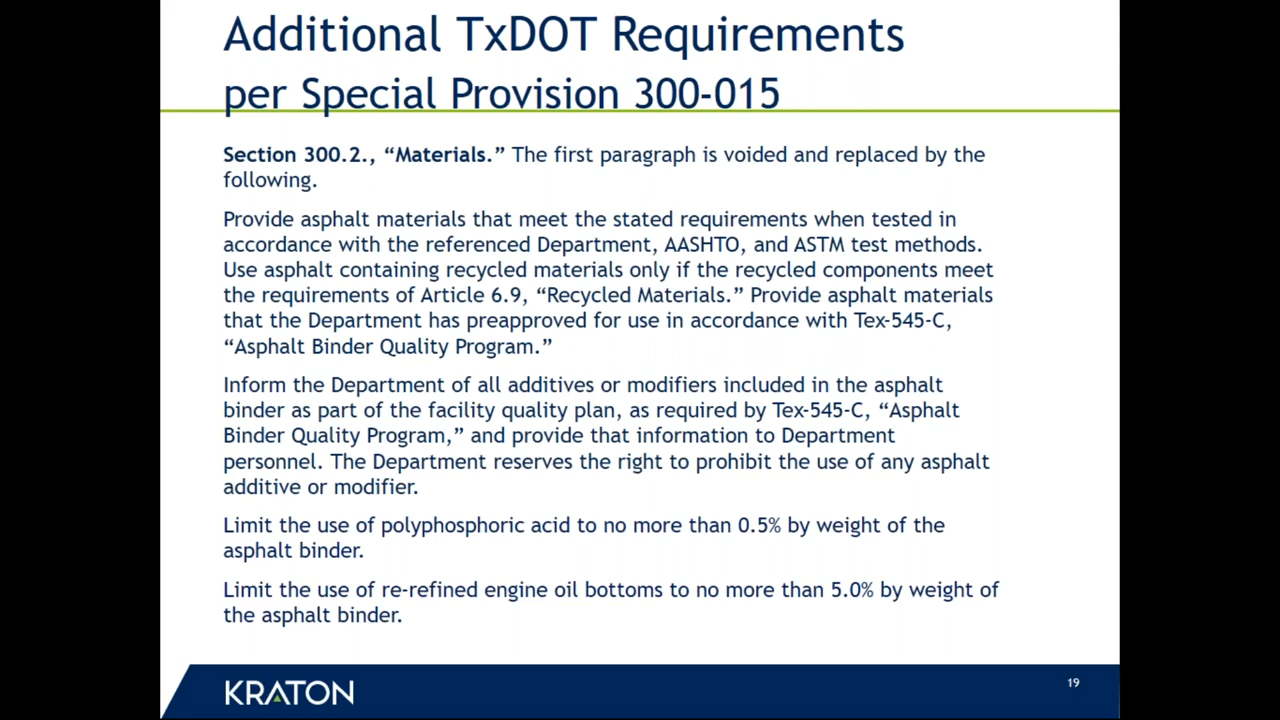 Additional TxDOT Requirements
per Special Provision 300-015
Section 300.2., “Materials.” The first paragraph is voided and replaced by the
following.
Provide asphalt materials that meet the stated requirements when tested in
accordance with the referenced Department, AASHTO, and ASTM test methods.
Use asphalt containing recycled materials only if the recycled components meet
the requirements of Article 6.9, “Recycled Materials.” Provide asphalt materials
that the Department has preapproved for use in accordance with Tex-545-C,
“Asphalt Binder Quality Program.”
Inform the Department of all additives or modifiers included in the asphalt
binder as part of the facility quality plan, as required by Tex-545-C, “Asphalt
Binder Quality Program,” and provide that information to Department
personnel. The Department reserves the right to prohibit the use of any asphalt
additive or modifier.
Limit the use of polyphosphoric acid to no more than 0.5% by weight of the
asphalt binder.
Limit the use of re-refined engine oil bottoms to no more than 5.0% by weight of
the asphalt binder.
KRATON
19